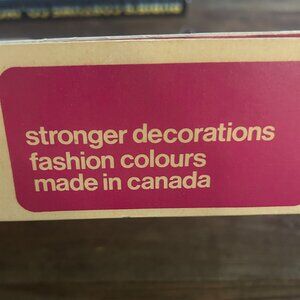 stronger decorations
fashion colours
made in canada